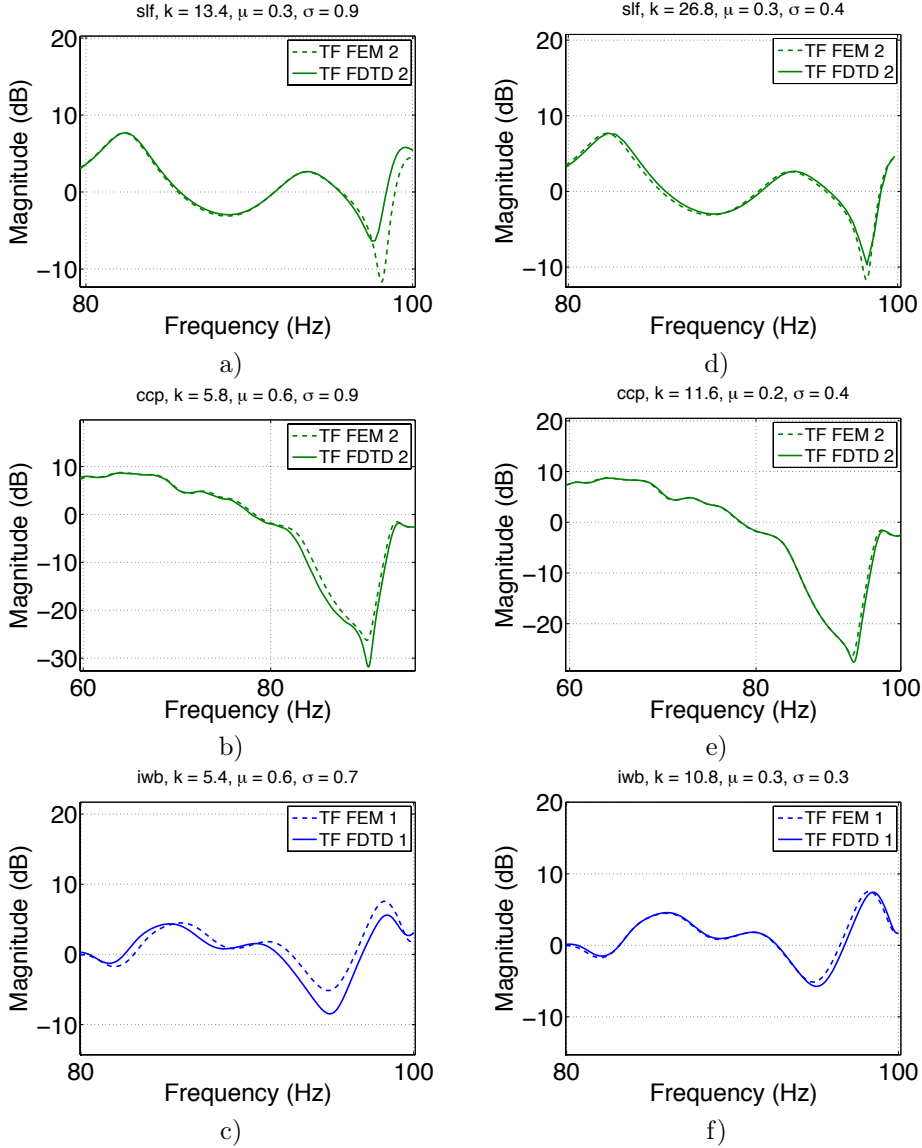 slf, k = 13.4, μ = 0.3, σ = 0.9
20
10
0
−10
Magnitude (dB)
TF FEM 2
TF FDTD 2
80
100
Frequency (Hz)
a)
slf, k = 26.8, μ = 0.3, σ = 0.4
20
10
0
−10
Magnitude (dB)
TF FEM 2
TF FDTD 2
80
100
Frequency (Hz)
d)
ccp, k = 5.8, μ = 0.6, σ = 0.9
10
0
−10
−20
−30
Magnitude (dB)
TF FEM 2
TF FDTD 2
60
80
Frequency (Hz)
b)
ccp, k = 11.6, μ = 0.2, σ = 0.4
20
10
0
−10
−20
Magnitude (dB)
TF FEM 2
TF FDTD 2
60
80
100
Frequency (Hz)
e)
iwb, k = 5.4, μ = 0.6, σ = 0.7
20
10
0
−10
Magnitude (dB)
TF FEM 1
TF FDTD 1
80
100
Frequency (Hz)
c)
iwb, k = 10.8, μ = 0.3, σ = 0.3
20
10
0
−10
Magnitude (dB)
TF FEM 1
TF FDTD 1
80
100
Frequency (Hz)
f)